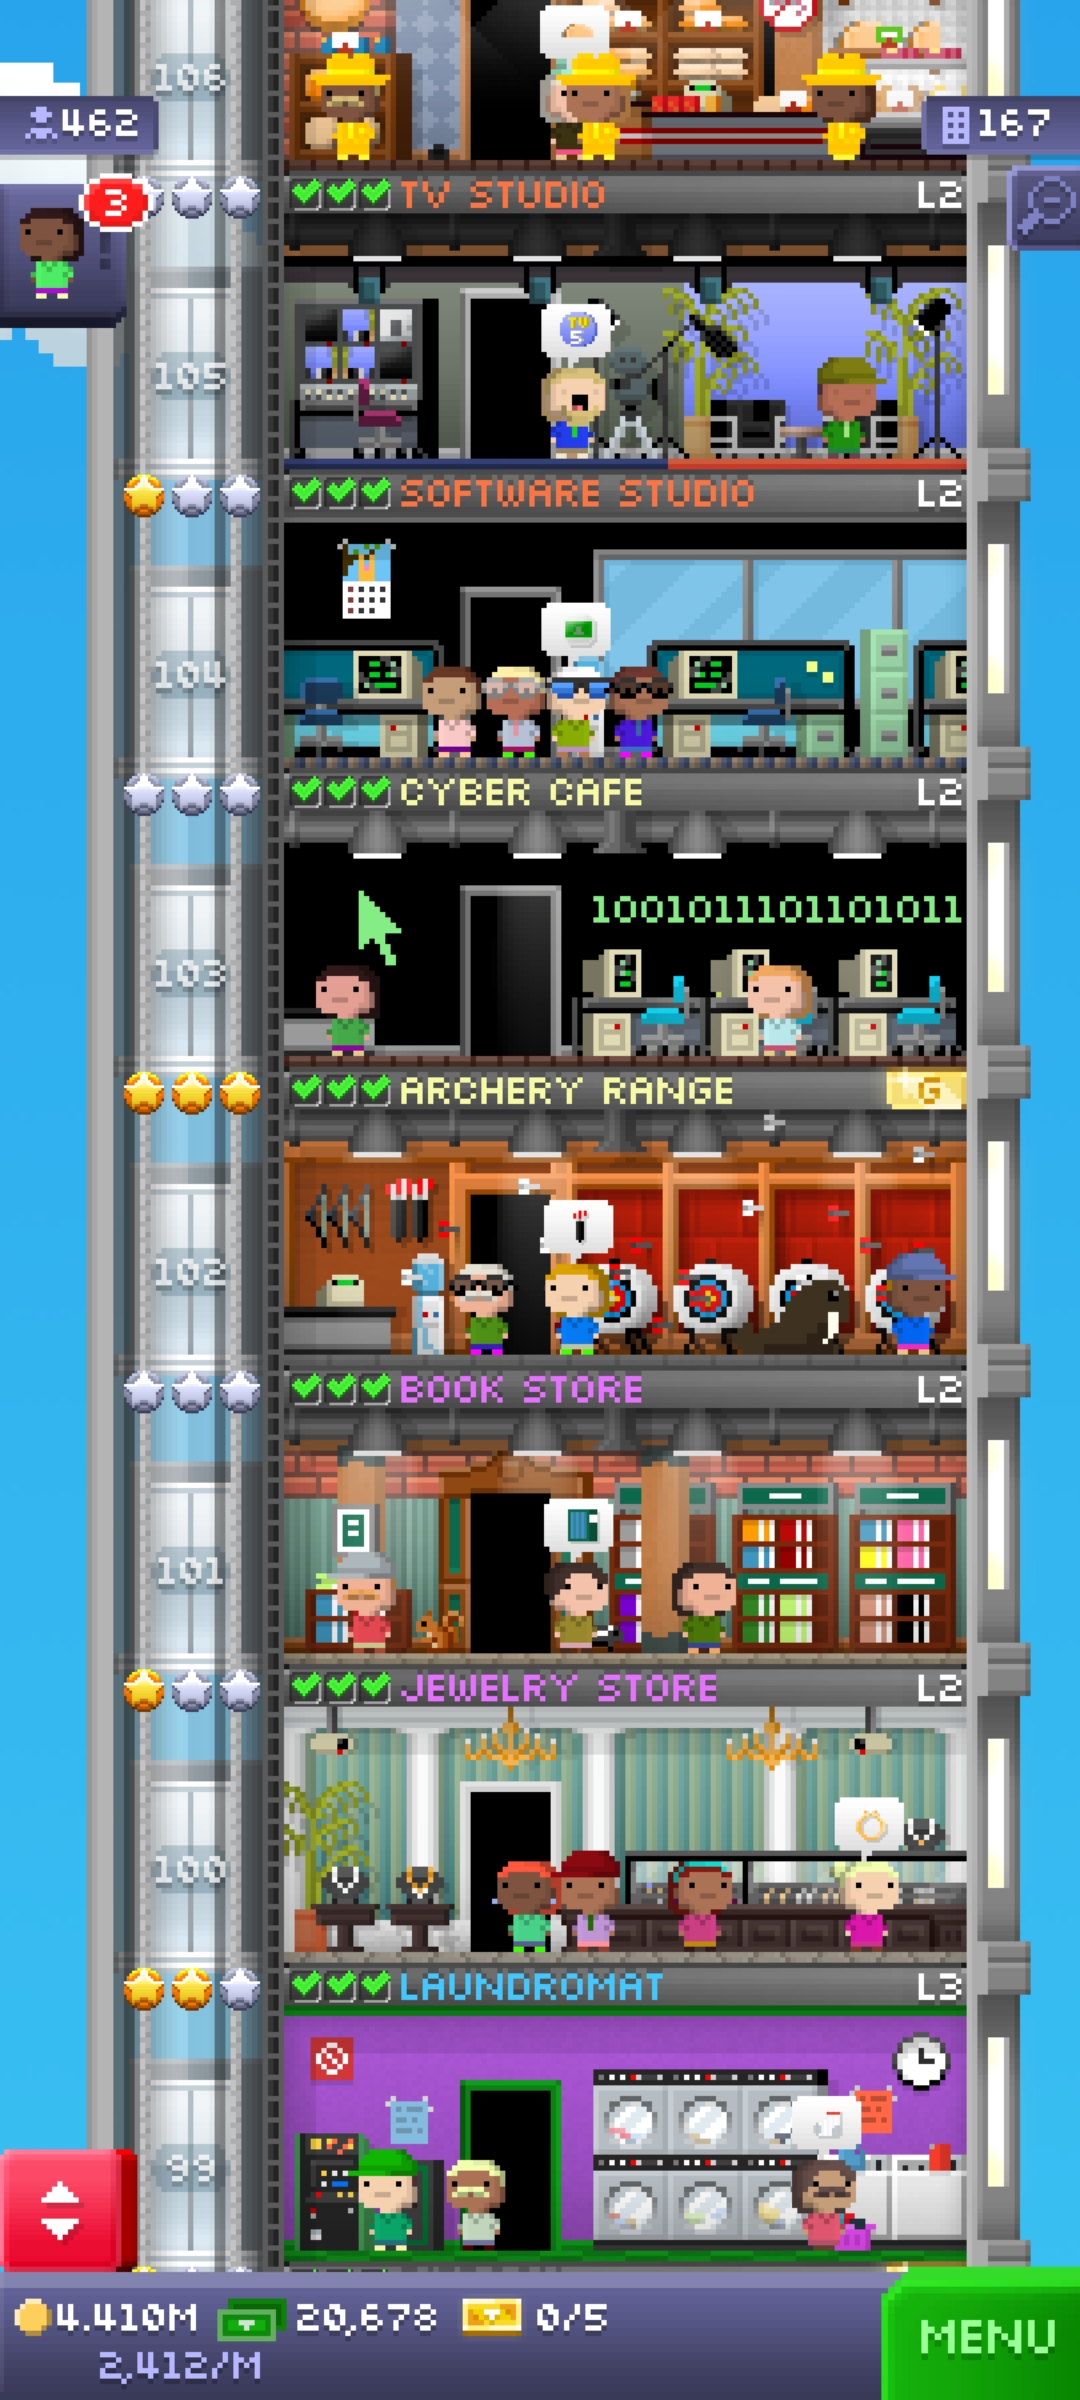 106
462
167
3
TV STUDIO L2
TV 5
105
SOFTWARE STUDIO L2
104
CYBER CAFE L2
1001011101101011
103
ARCHERY RANGE G
102
BOOK STORE L2
101
JEWELRY STORE L2
100
LAUNDROMAT L3
99
4.410M 20,678 0/5
2,412/M
MENU